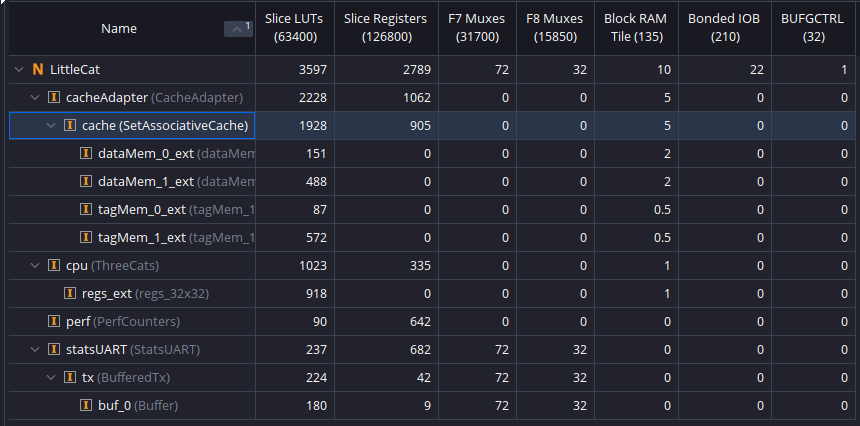 Name 1 Slice LUTs (63400) Slice Registers (126800) F7 Muxes (31700) F8 Muxes (15850) Block RAM Tile (135) Bonded IOB (210) BUFGCTRL (32)
N LittleCat 3597 2789 72 32 10 22 1
I cacheAdapter (CacheAdapter) 2228 1062 0 0 5 0 0
I cache (SetAssociativeCache) 1928 905 0 0 5 0 0
I dataMem_0_ext (dataMem 151 0 0 0 2 0 0
I dataMem_1_ext (dataMem 488 0 0 0 2 0 0
I tagMem_0_ext (tagMem_1 87 0 0 0 0.5 0 0
I tagMem_1_ext (tagMem_1 572 0 0 0 0.5 0 0
I cpu (ThreeCats) 1023 335 0 0 1 0 0
I regs_ext (regs_32x32) 918 0 0 0 1 0 0
I perf (PerfCounters) 90 642 0 0 0 0 0
I statsUART (StatsUART) 237 682 72 32 0 0 0
I tx (BufferedTx) 224 42 72 32 0 0 0
I buf_0 (Buffer) 180 9 72 32 0 0 0